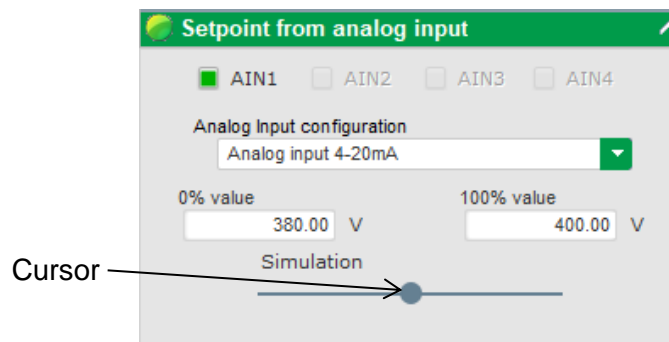 Setpoint from analog input
AIN1 AIN2 AIN3 AIN4
Analog Input configuration
Analog input 4-20mA
0% value 100% value
380.00 V 400.00 V
Simulation
Cursor